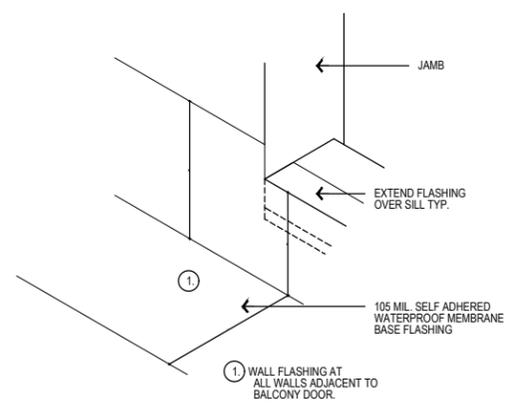 JAMB
EXTEND FLASHING
OVER SILL TYP.
1.
105 MIL. SELF ADHERED
WATERPROOF MEMBRANE
BASE FLASHING
1. WALL FLASHING AT
ALL WALLS ADJACENT TO
BALCONY DOOR.